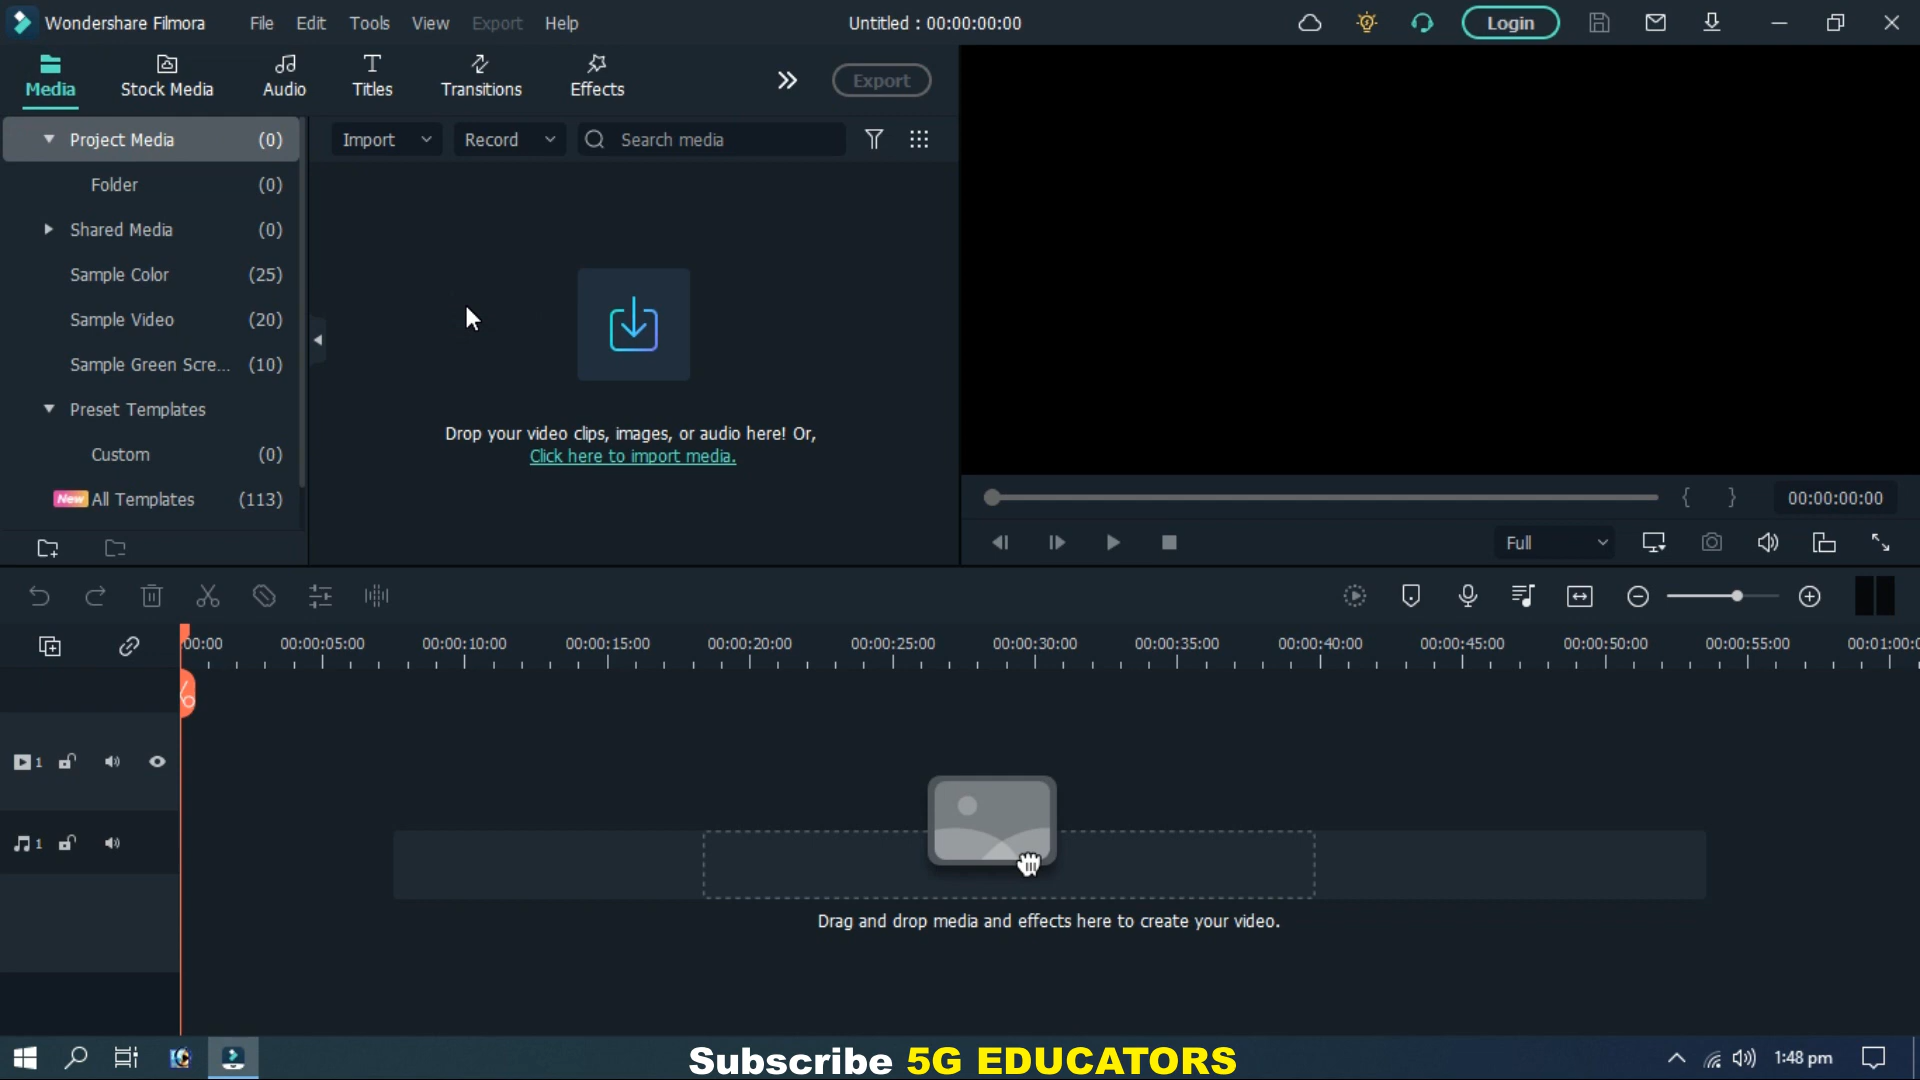 Wondershare Filmora File Edit Tools View Export Help Untitled : 00:00:00:00 Login
Media Stock Media Audio Titles Transitions Effects Export
Project Media (0) Import Record Search media
Folder (0)
Shared Media (0)
Sample Color (25)
Sample Video (20)
Sample Green Scre... (10)
Preset Templates
Custom (0)
New All Templates (113)
Drop your video clips, images, or audio here! Or,
Click here to import media.
{ } 00:00:00:00
Full
00:00 00:00:05:00 00:00:10:00 00:00:15:00 00:00:20:00 00:00:25:00 00:00:30:00 00:00:35:00 00:00:40:00 00:00:45:00 00:00:50:00 00:00:55:00 00:01:00:0
1
1
Drag and drop media and effects here to create your video.
Subscribe 5G EDUCATORS 1:48 pm